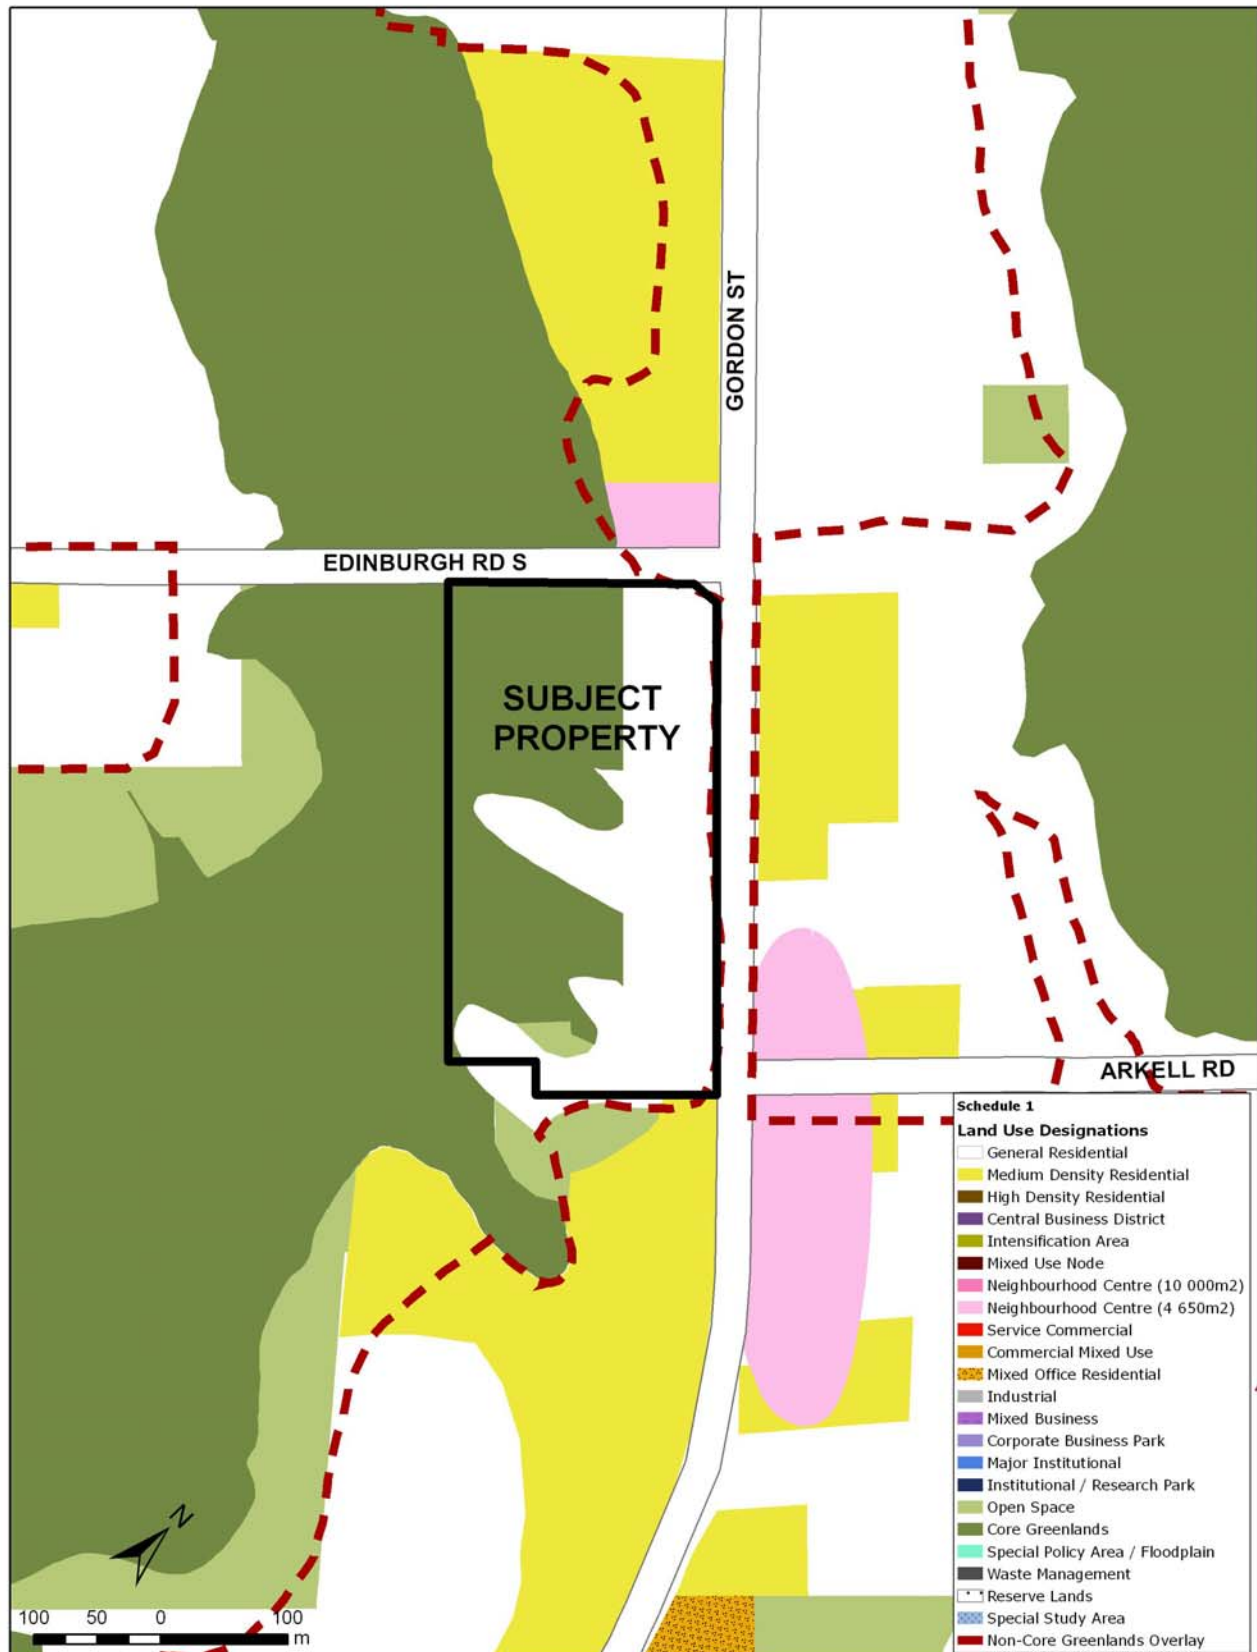 GORDON ST
EDINBURGH RD S
SUBJECT
PROPERTY
ARKELL RD
Schedule 1
Land Use Designations
General Residential
Medium Density Residential
High Density Residential
Central Business District
Intensification Area
Mixed Use Node
Neighbourhood Centre (10 000m2)
Neighbourhood Centre (4 650m2)
Service Commercial
Commercial Mixed Use
Mixed Office Residential
Industrial
Mixed Business
Corporate Business Park
Major Institutional
Institutional / Research Park
Open Space
Core Greenlands
Special Policy Area / Floodplain
Waste Management
Reserve Lands
Special Study Area
Non-Core Greenlands Overlay
N
100 50 0 100
m